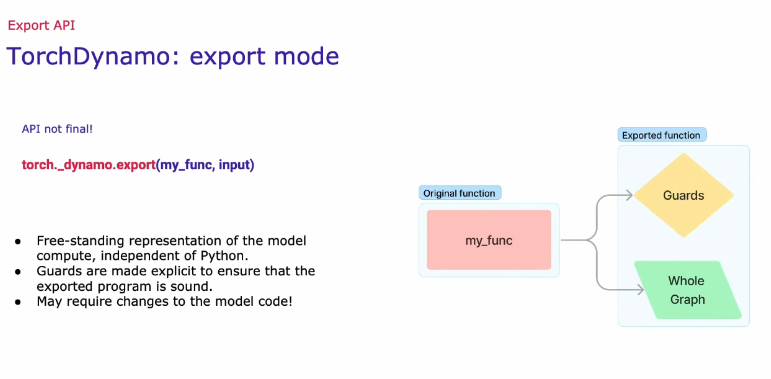 Export API
TorchDynamo: export mode
API not final!
torch._dynamo.export(my_func, input)
● Free-standing representation of the model
compute, independent of Python.
● Guards are made explicit to ensure that the
exported program is sound.
● May require changes to the model code!
Original function
my_func
Exported function
Guards
Whole
Graph